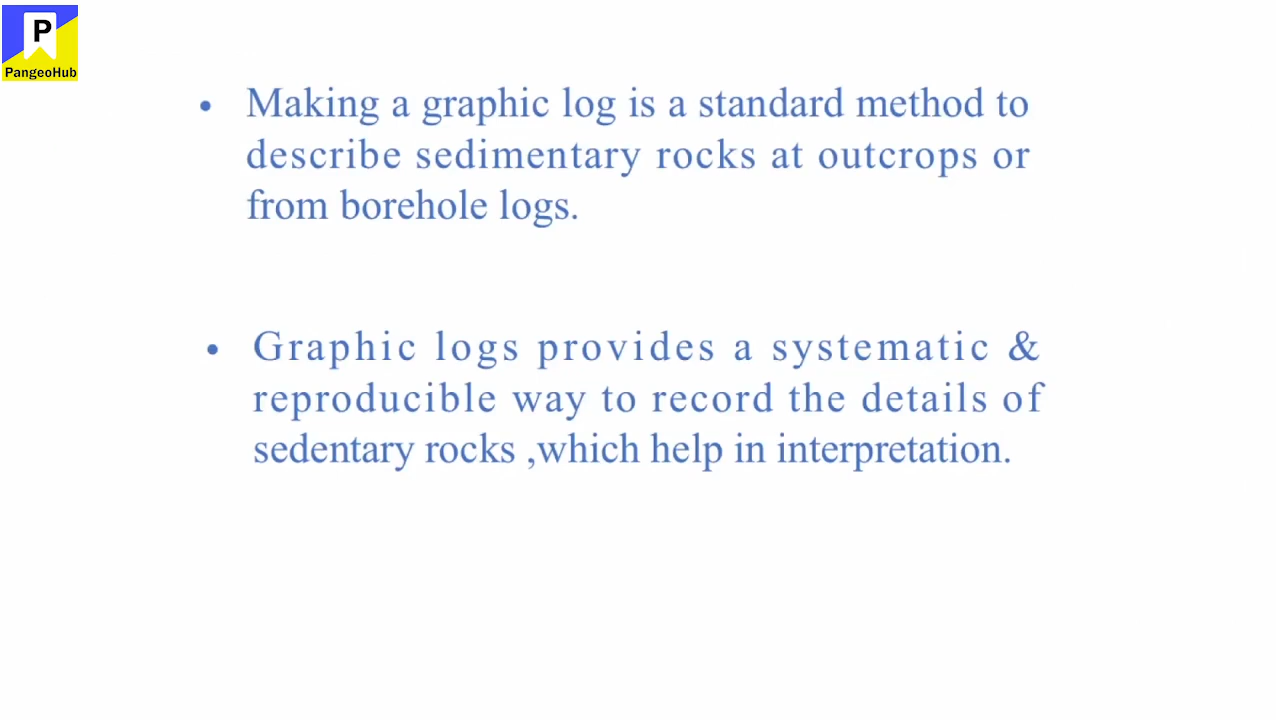 P
PangeoHub
• Making a graphic log is a standard method to
describe sedimentary rocks at outcrops or
from borehole logs.
• Graphic logs provides a systematic &
reproducible way to record the details of
sedentary rocks ,which help in interpretation.